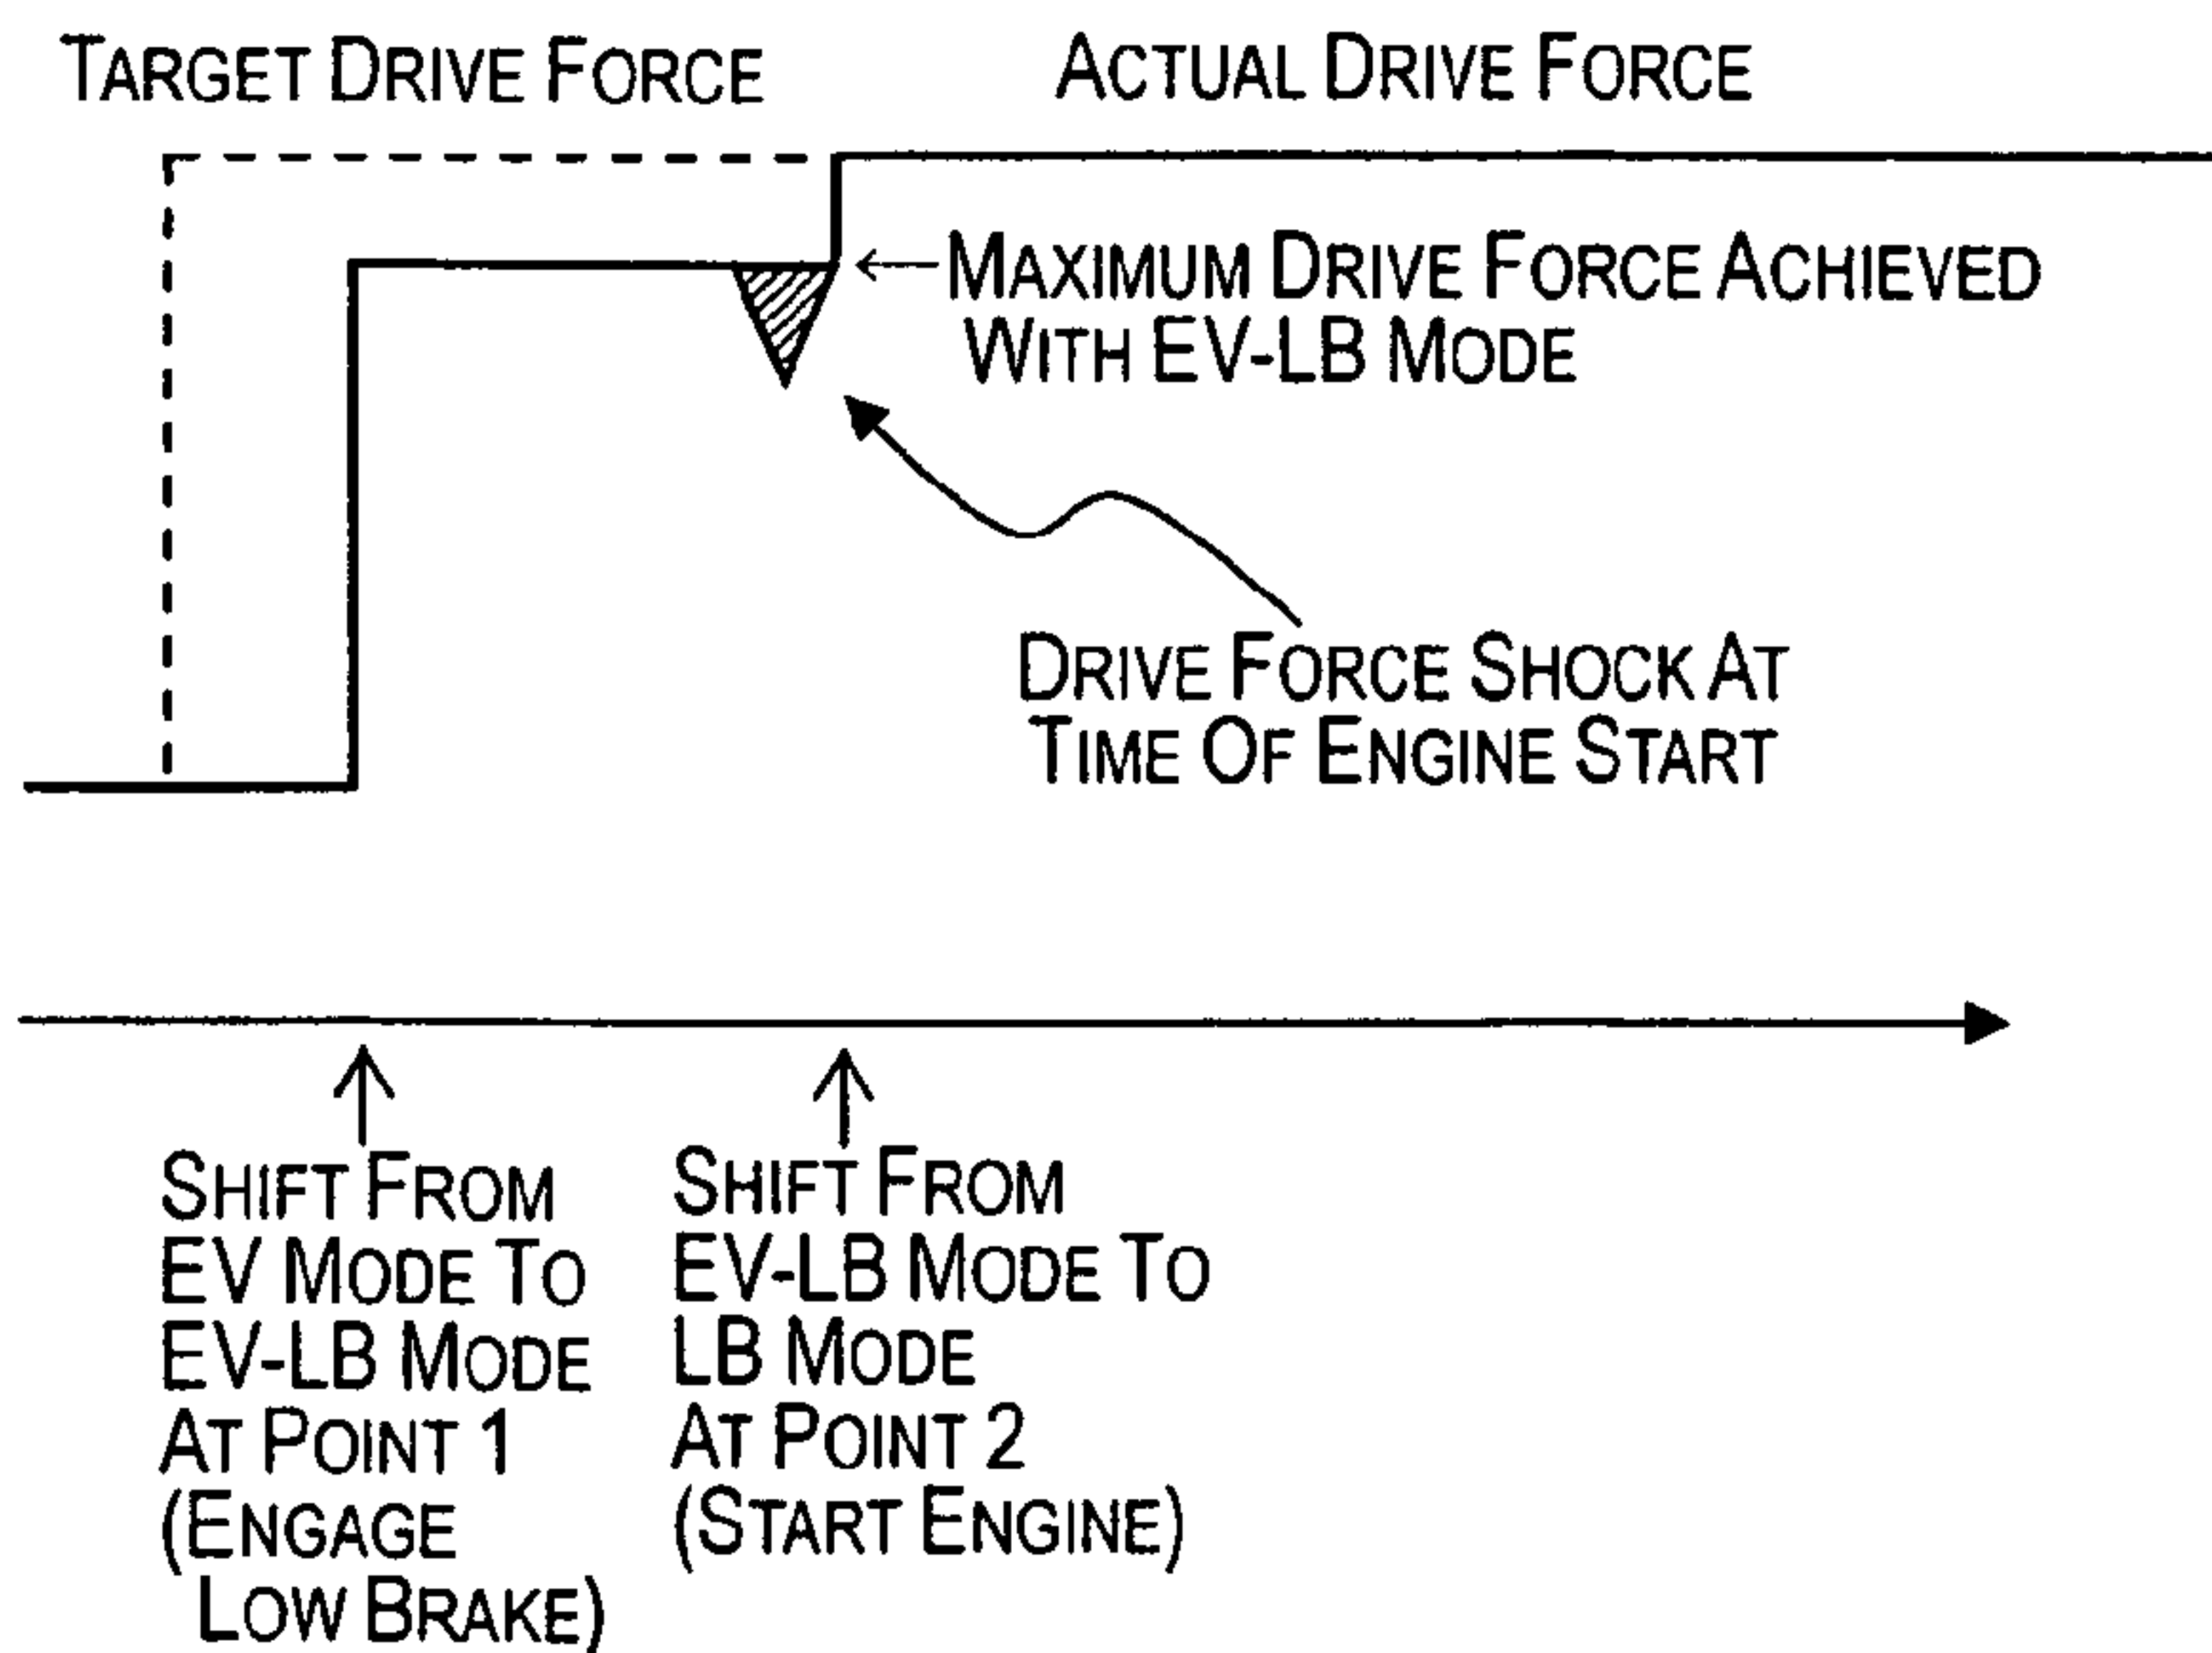 TARGET DRIVE FORCE
ACTUAL DRIVE FORCE
MAXIMUM DRIVE FORCE ACHIEVED
WITH EV-LB MODE
DRIVE FORCE SHOCK AT
TIME OF ENGINE START
SHIFT FROM
EV MODE TO
EV-LB MODE
AT POINT 1
(ENGAGE
LOW BRAKE)
SHIFT FROM
EV-LB MODE TO
LB MODE
AT POINT 2
(START ENGINE)